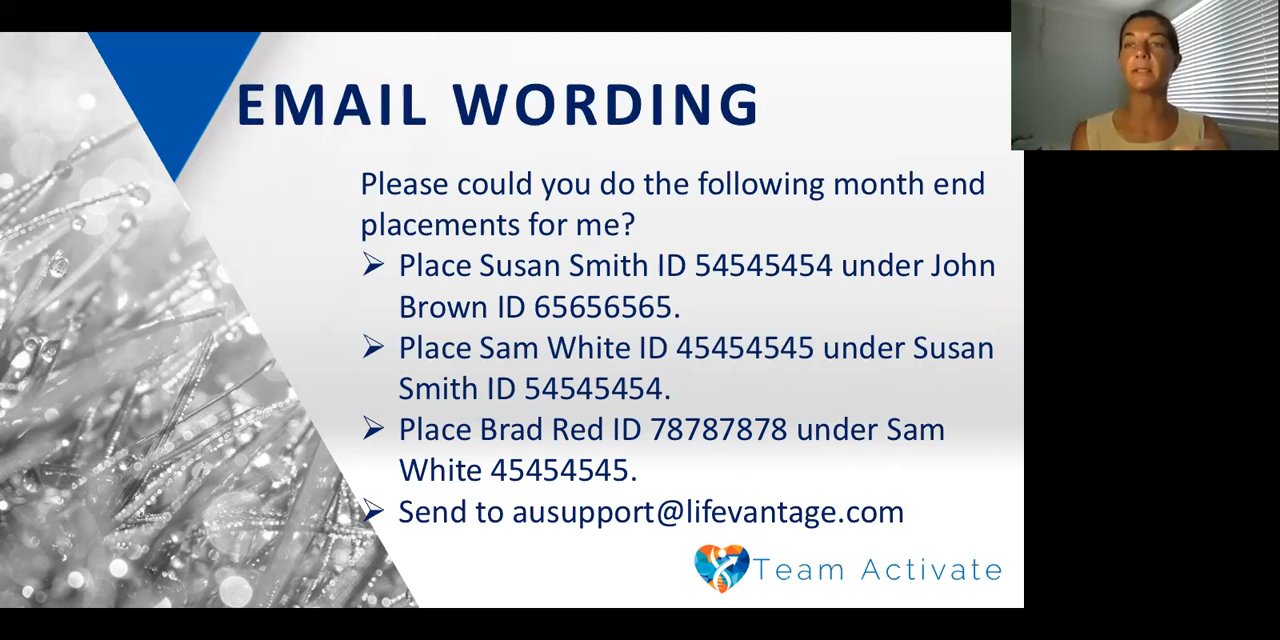 EMAIL WORDING
Please could you do the following month end
placements for me?
➢ Place Susan Smith ID 54545454 under John
Brown ID 65656565.
➢ Place Sam White ID 45454545 under Susan
Smith ID 54545454.
➢ Place Brad Red ID 78787878 under Sam
White 45454545.
➢ Send to ausupport@lifevantage.com
Team Activate